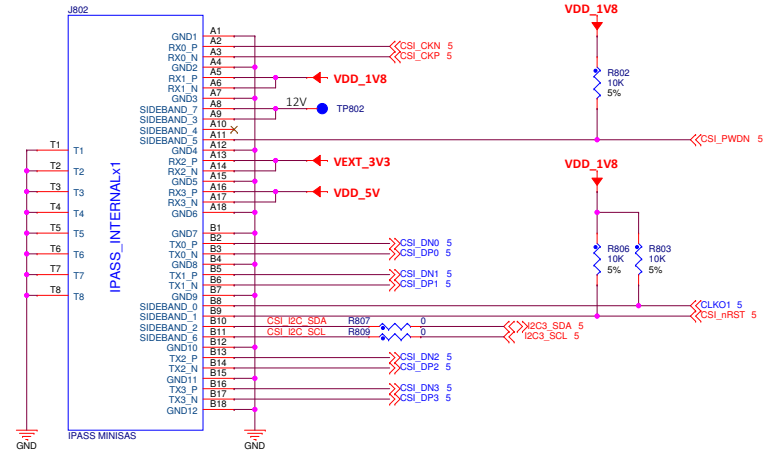 J802
VDD_1V8
GND1 A1
RX0_P A2 CSI_CKN 5
RX0_N A3 CSI_CKP 5
GND2 A4
RX1_P A5 VDD_1V8
RX1_N A6
GND3 A7
SIDEBAND_7 A8 12V TP802
SIDEBAND_3 A9
SIDEBAND_4 A10
SIDEBAND_5 A11 CSI_PWDN 5
R802
10K
5%
GND4 A12
RX2_P A13 VEXT_3V3
RX2_N A14
GND5 A15
RX3_P A16 VDD_5V
RX3_N A17
GND6 A18
T1 T1
T2 T2
T3 T3
T4 T4
T5 T5
T6 T6
T7 T7
T8 T8
IPASS_INTERNALx1
VDD_1V8
GND7 B1
TX0_P B2 CSI_DN0 5
TX0_N B3 CSI_DP0 5
GND8 B4
TX1_P B5 CSI_DN1 5
TX1_N B6 CSI_DP1 5
GND9 B7
R806 R803
10K 10K
5% 5%
SIDEBAND_0 B8 CLKO1 5
SIDEBAND_1 B9 CSI_nRST 5
SIDEBAND_2 B10 CSI_I2C_SDA R807 0 I2C3_SDA 5
SIDEBAND_6 B11 CSI_I2C_SCL R809 0 I2C3_SCL 5
GND10 B12
TX2_P B13 CSI_DN2 5
TX2_N B14 CSI_DP2 5
GND11 B15
TX3_P B16 CSI_DN3 5
TX3_N B17 CSI_DP3 5
GND12 B18
IPASS MINISAS
GND GND